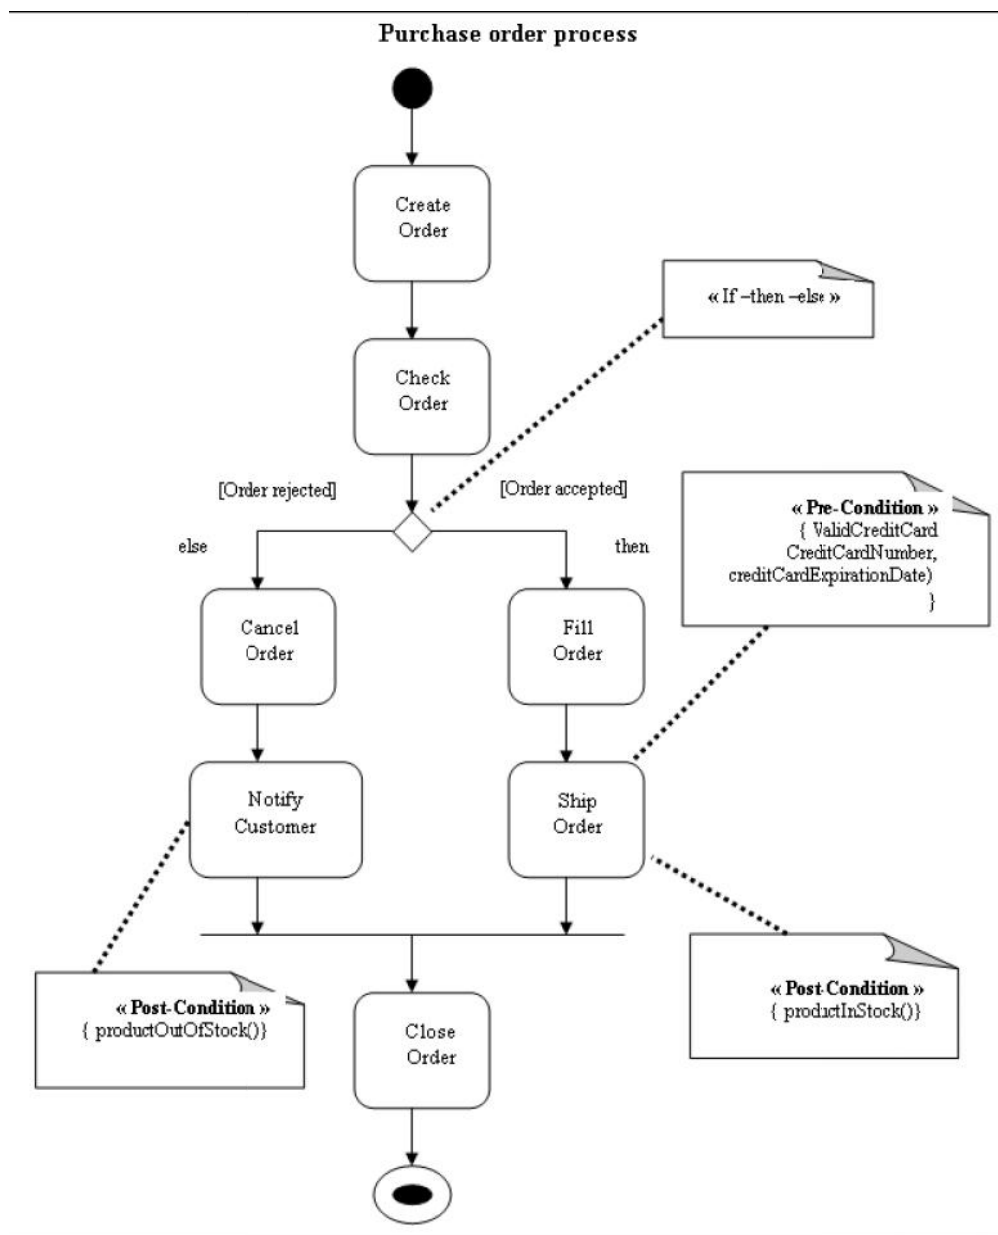 Purchase order process
Create
Order
« If –then –else »
Check
Order
[Order rejected]
[Order accepted]
« Pre-Condition »
{ ValidCreditCard
CreditCardNumber,
creditCardExpirationDate)
}
else
then
Cancel
Order
Fill
Order
Notify
Customer
Ship
Order
« Post-Condition »
{ productOutOfStock()}
« Post-Condition »
{ productInStock()}
Close
Order